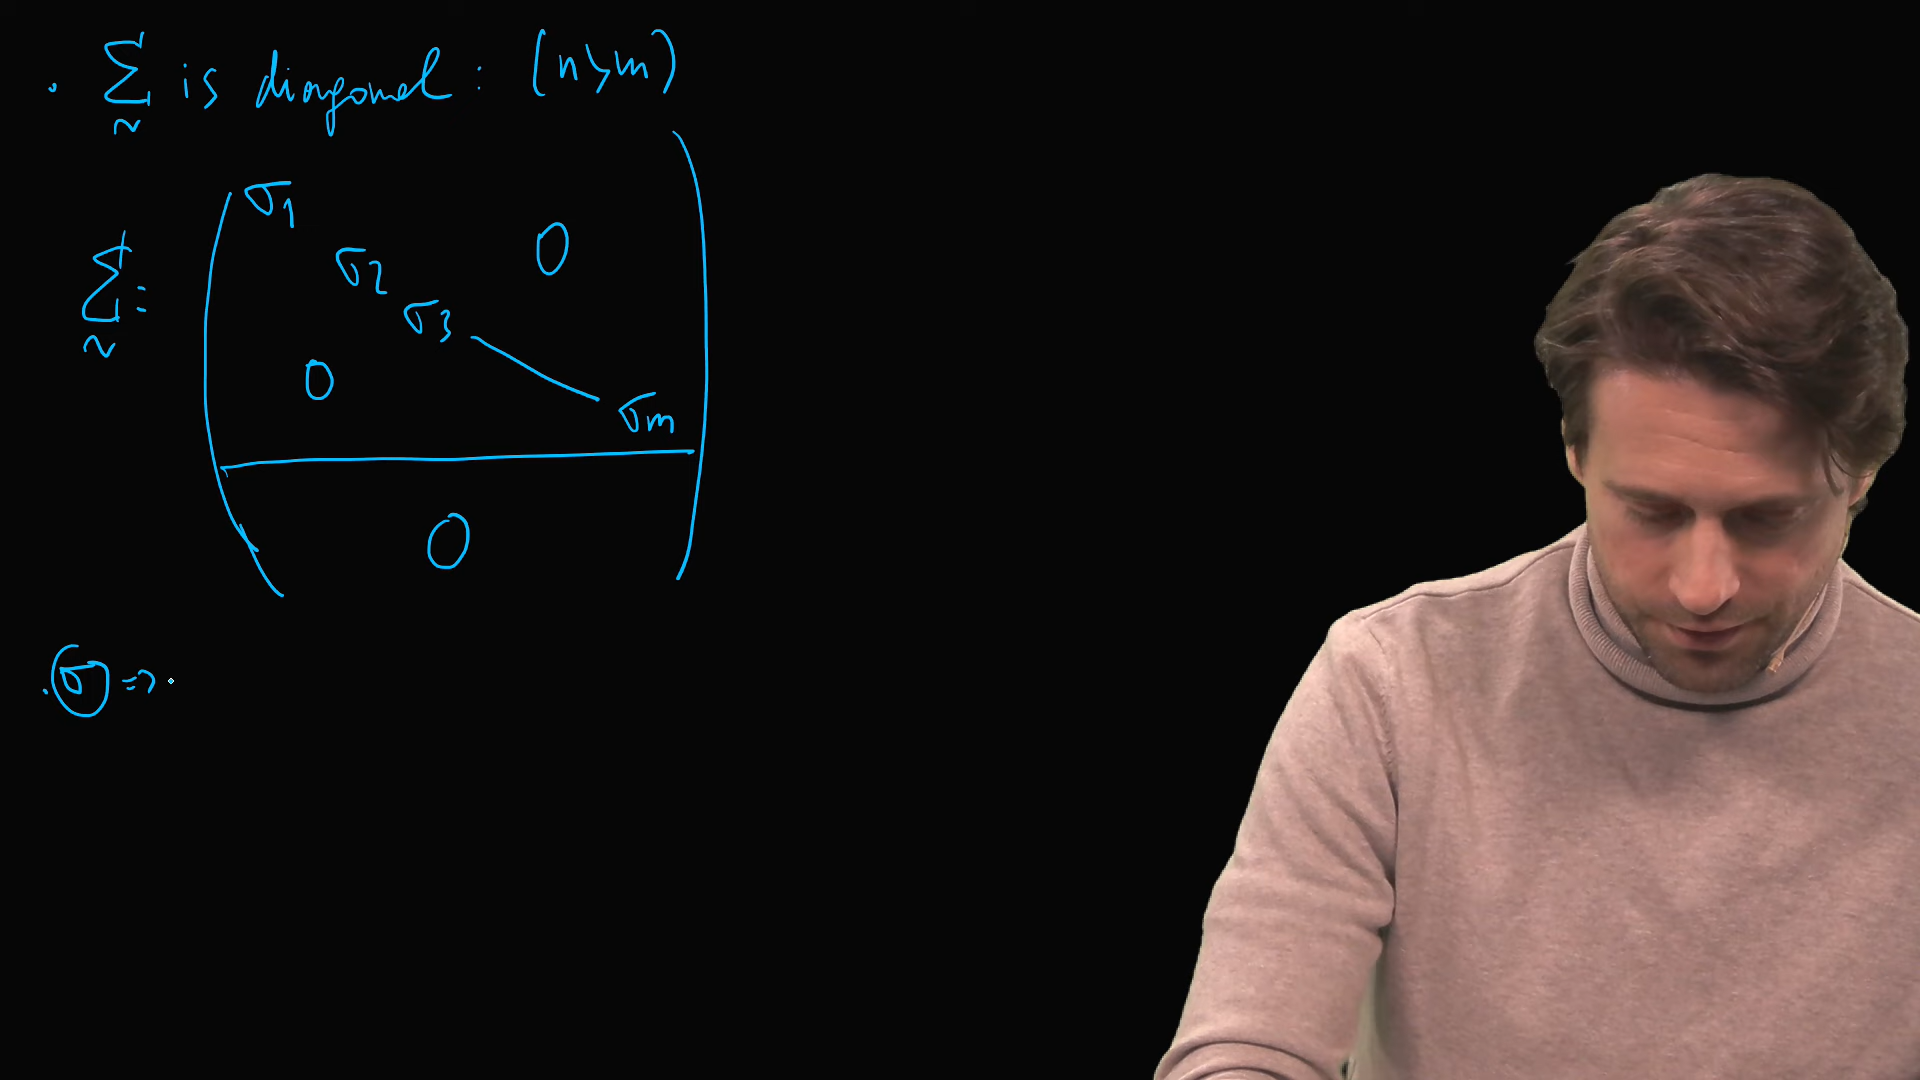 . Σ is diagonal : (n>m)
~
σ1
0
σ2
Σ =
~
σ3
0
σm
0
. σ => .